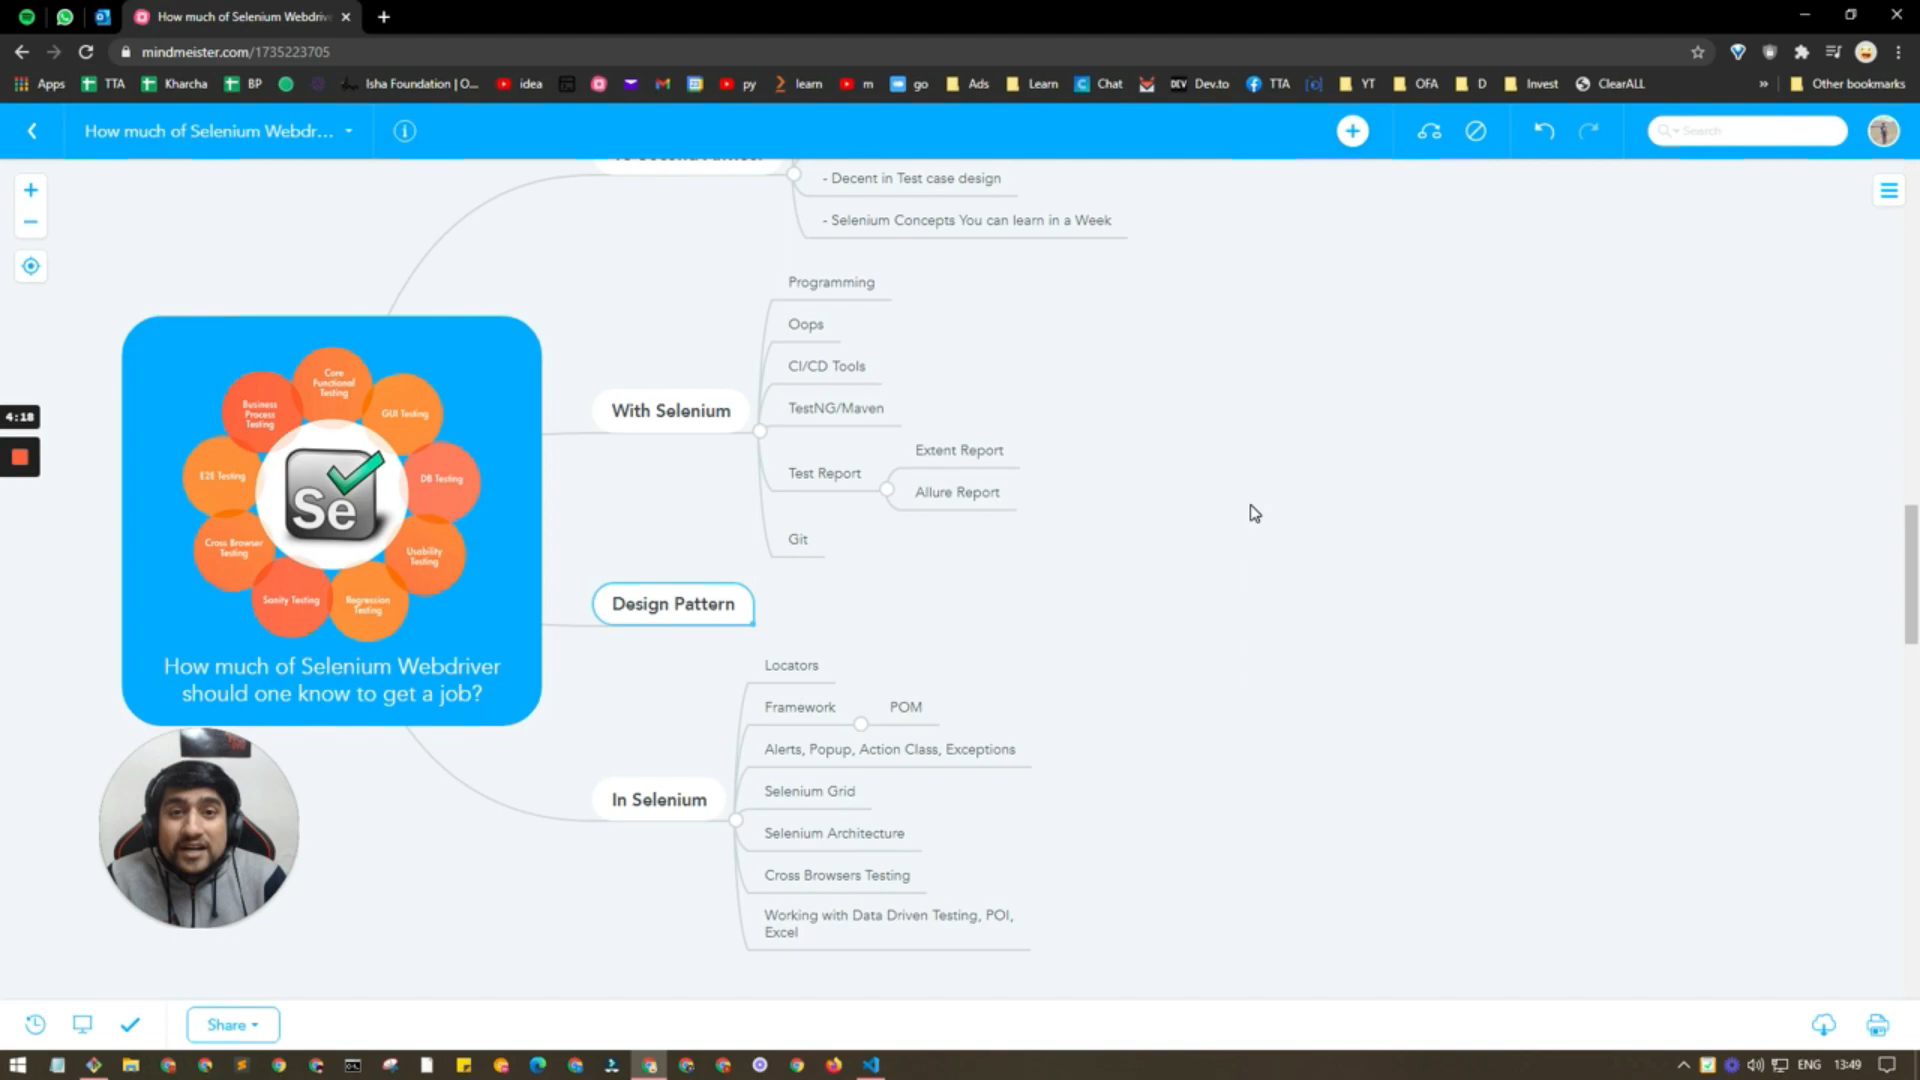 How much of Selenium Webdrive
mindmeister.com/1735223705
Apps
TTA
Kharcha
BP
Isha Foundation | O...
idea
py
learn
m
go
Ads
Learn
Chat
DEV
Dev.to
TTA
YT
OFA
D
Invest
ClearALL
»
Other bookmarks
How much of Selenium Webdr...
Search
- Decent in Test case design
- Selenium Concepts You can learn in a Week
Programming
Oops
CI/CD Tools
TestNG/Maven
With Selenium
Extent Report
Test Report
Allure Report
Git
Design Pattern
Locators
Framework
POM
Alerts, Popup, Action Class, Exceptions
Selenium Grid
In Selenium
Selenium Architecture
Cross Browsers Testing
Working with Data Driven Testing, POI,
Excel
Core
Functional
Testing
Business
Process
Testing
GUI Testing
E2E Testing
DB Testing
Se
Cross Browser
Testing
Usability
Testing
Sanity Testing
Regression
Testing
How much of Selenium Webdriver
should one know to get a job?
4:18
Share
ENG
13:49